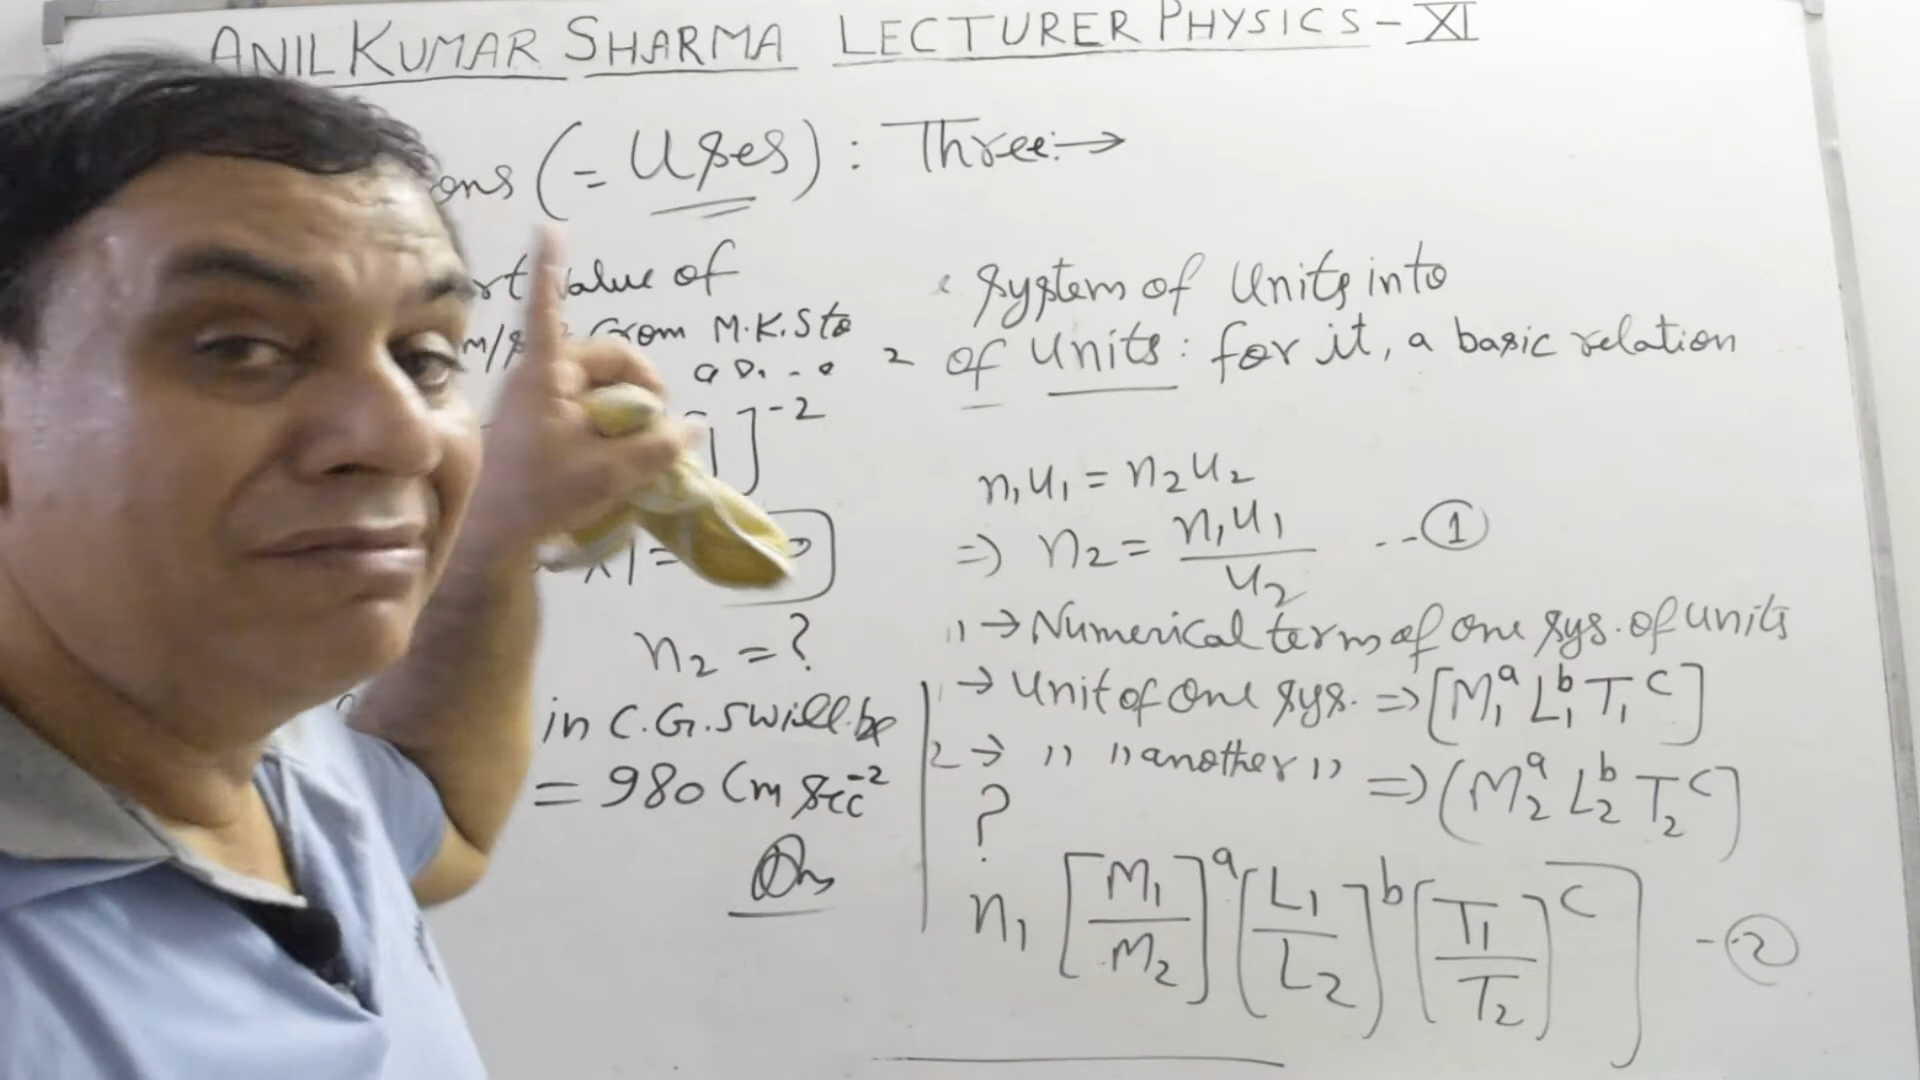 ANIL KUMAR SHARMA LECTURER PHYSICS - XI
(= Uses) : Three :→
value of
from M.K.S to
]⁻²
n₂ = ?
in C.G.S will be
= 980 Cm sec⁻²
Ans
system of Units into
of Units : for it, a basic relation
n₁u₁ = n₂u₂
⇒ n₂ = n₁u₁ / u₂ --①
→ Numerical term of one sys. of units
→ Unit of one sys. ⇒ [M₁ᵃ L₁ᵇ T₁ᶜ]
2 → " " another " ⇒ (M₂ᵃ L₂ᵇ T₂ᶜ)
?
n₁ [M₁/M₂]ᵃ [L₁/L₂]ᵇ [T₁/T₂]ᶜ --②